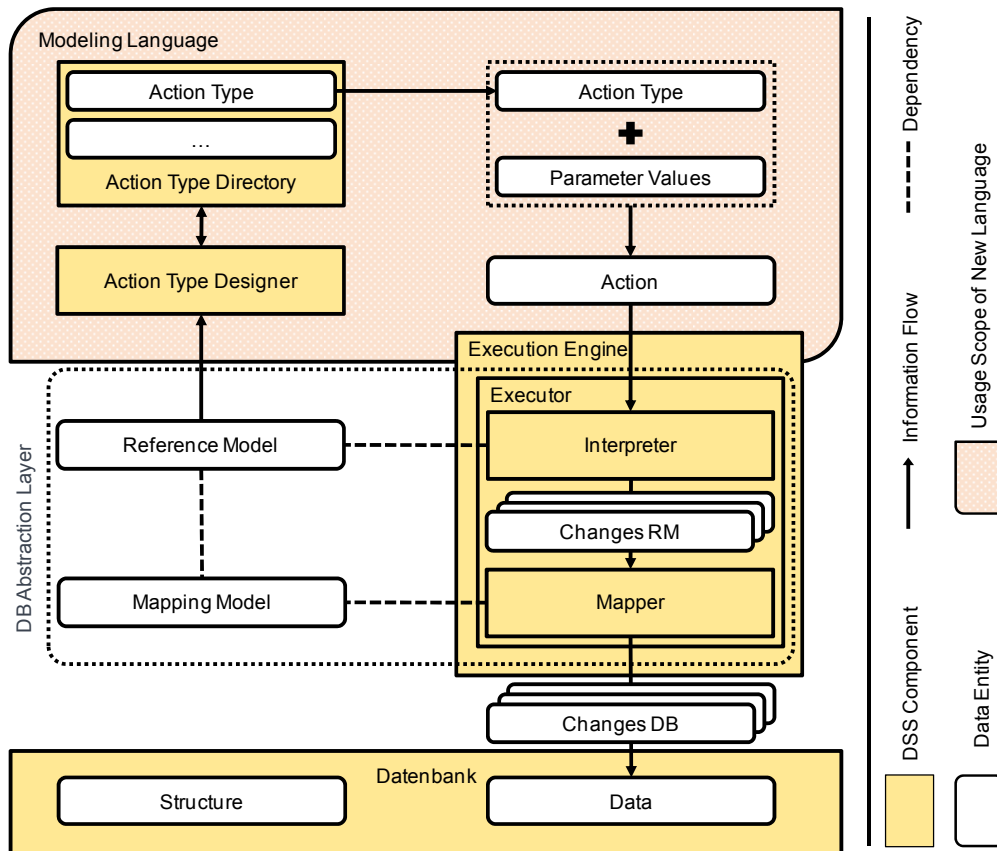 Modeling Language
Action Type
...
Action Type Directory
Action Type Designer
Action Type
+
Parameter Values
Action
Execution Engine
Executor
Interpreter
Changes RM
Mapper
DB Abstraction Layer
Reference Model
Mapping Model
Changes DB
Datenbank
Structure
Data
Dependency
Information Flow
Usage Scope of New Language
DSS Component
Data Entity